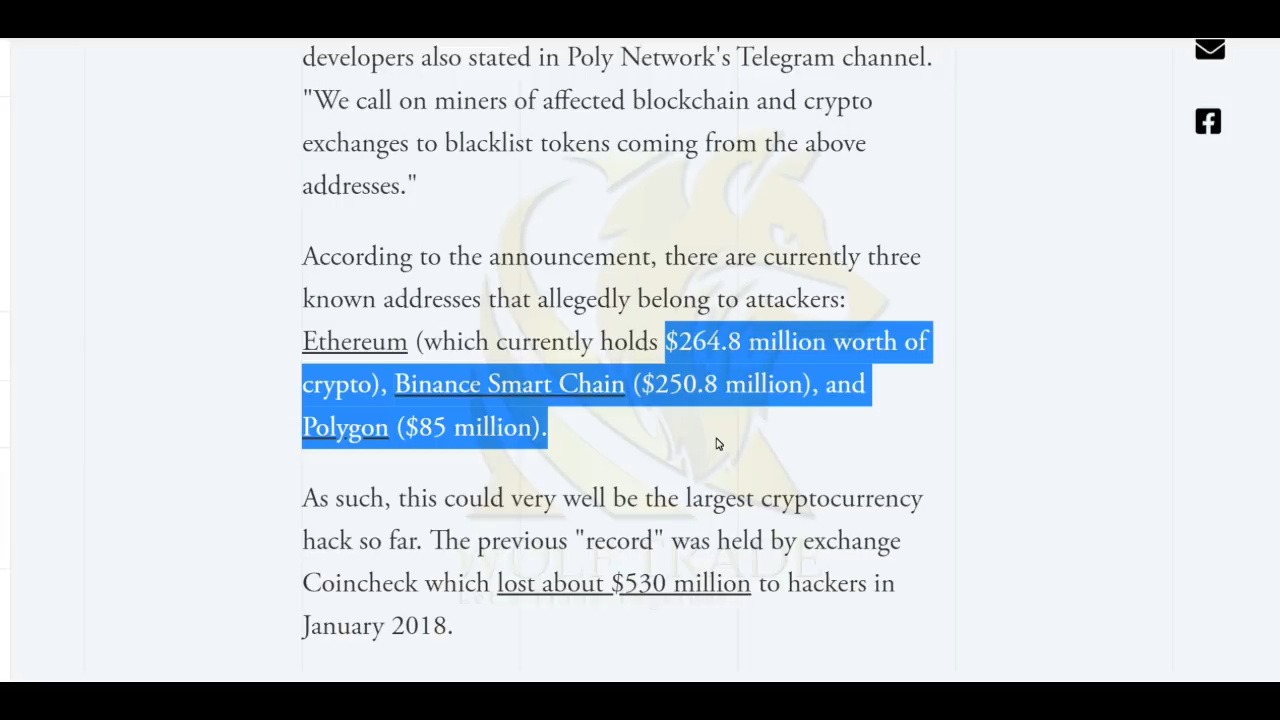 developers also stated in Poly Network's Telegram channel.
"We call on miners of affected blockchain and crypto
exchanges to blacklist tokens coming from the above
addresses."
According to the announcement, there are currently three
known addresses that allegedly belong to attackers:
Ethereum (which currently holds $264.8 million worth of
crypto), Binance Smart Chain ($250.8 million), and
Polygon ($85 million).
As such, this could very well be the largest cryptocurrency
hack so far. The previous "record" was held by exchange
WOLF TRADE
Coincheck which lost about $530 million to hackers in
January 2018.